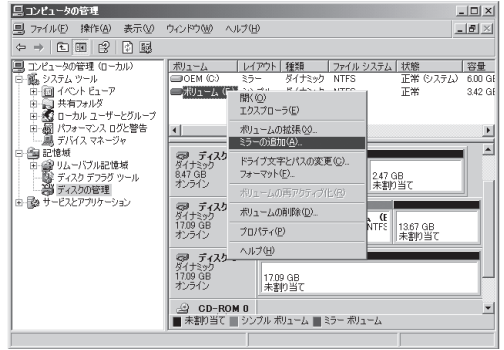 コンピュータの管理
ファイル(F) 操作(A) 表示(V) ウィンドウ(W) ヘルプ(H)
コンピュータの管理 (ローカル)
システム ツール
イベント ビューア
共有フォルダ
ローカル ユーザーとグループ
パフォーマンス ログと警告
デバイス マネージャ
記憶域
リムーバブル記憶域
ディスク デフラグ ツール
ディスクの管理
サービスとアプリケーション
ボリューム レイアウト 種類 ファイル システム 状態 容量
OEM (C:) ミラー ダイナミック NTFS 正常 (システム) 6.00 GB
ボリューム (E) NTFS 正常 3.42 GB
開く(O)
エクスプローラ(E)
ボリュームの拡張(X)...
ミラーの追加(A)...
ドライブ文字とパスの変更(C)...
フォーマット(F)...
ボリュームの再アクティブ化(R)
ボリュームの削除(D)...
プロパティ(P)
ヘルプ(H)
ディスク
ダイナミック
8.47 GB
オンライン
2.47 GB
未割り当て
ディスク
ダイナミック
17.09 GB
オンライン
(E
NTFS
13.67 GB
未割り当て
ディスク
ダイナミック
17.09 GB
オンライン
17.09 GB
未割り当て
CD-ROM 0
未割り当て シンプル ボリューム ミラー ボリューム